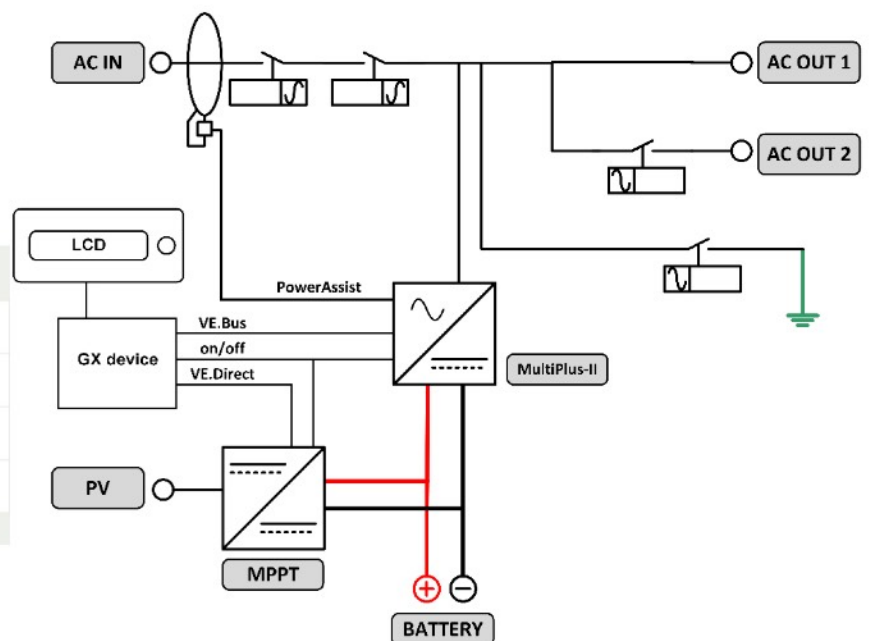 AC IN
AC OUT 1
AC OUT 2
LCD
PowerAssist
VE.Bus
GX device
on/off
VE.Direct
MultiPlus-II
PV
MPPT
+
−
BATTERY